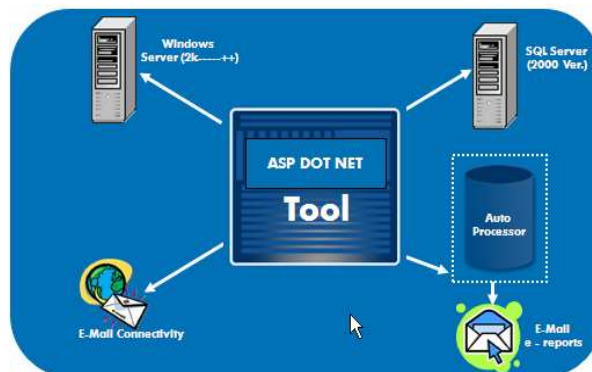 Windows
Server (2k-----++)
SQL Server
(2000 Ver.)
ASP DOT NET
Tool
Auto
Processor
E-Mail Connectivity
E-Mail
e - reports